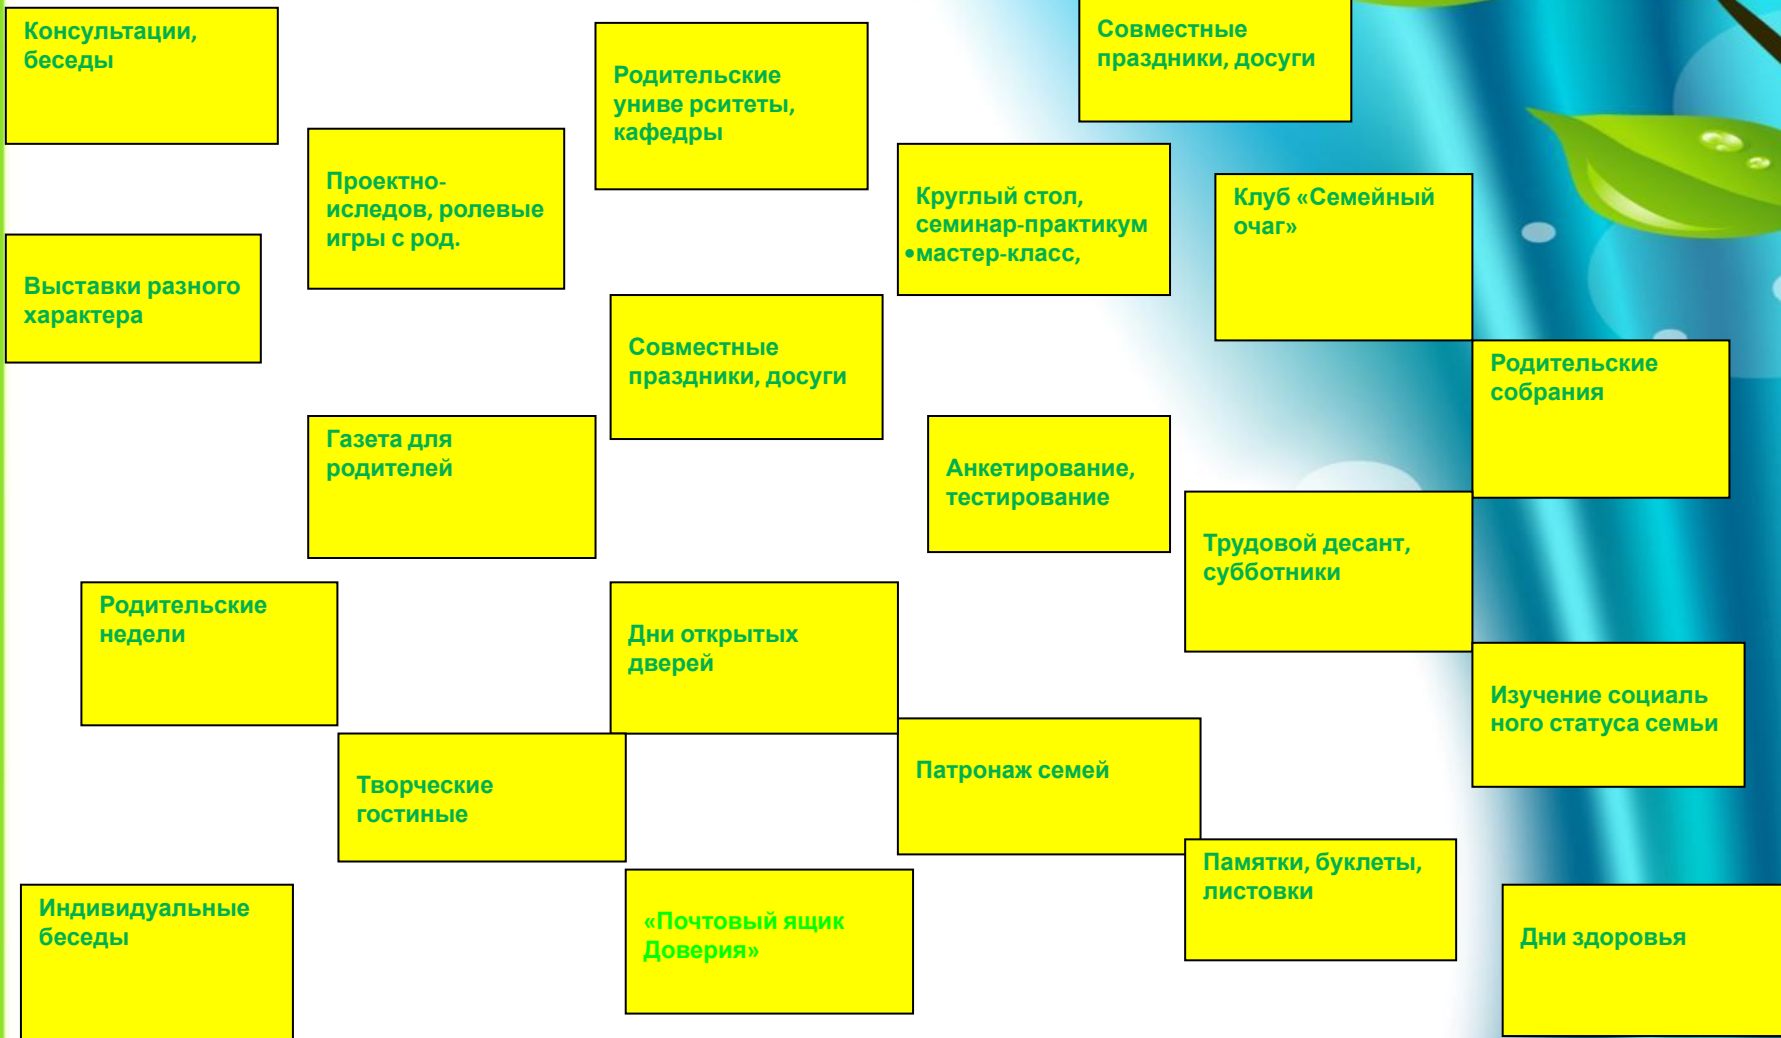 Консультации,
беседы
Родительские
униве рситеты,
кафедры
Совместные
праздники, досуги
Проектно-
иследов, ролевые
игры с род.
Круглый стол,
семинар-практикум
•мастер-класс,
Клуб «Семейный
очаг»
Выставки разного
характера
Совместные
праздники, досуги
Родительские
собрания
Газета для
родителей
Анкетирование,
тестирование
Трудовой десант,
субботники
Родительские
недели
Дни открытых
дверей
Изучение социаль
ного статуса семьи
Творческие
гостиные
Патронаж семей
Памятки, буклеты,
листовки
Индивидуальные
беседы
«Почтовый ящик
Доверия»
Дни здоровья